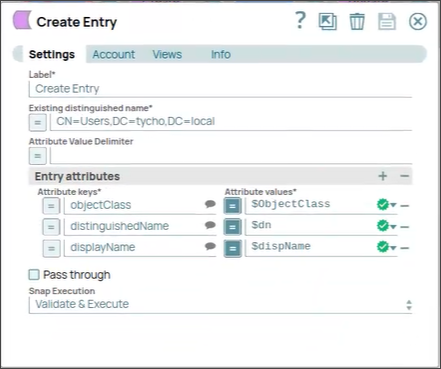 Create Entry
?
Settings Account Views Info
Label*
Create Entry
Existing distinguished name*
= CN=Users,DC=tycho,DC=local
Attribute Value Delimiter
=
Entry attributes + −
Attribute keys* Attribute values*
= objectClass = $ObjectClass −
= distinguishedName = $dn −
= displayName = $dispName −
Pass through
Snap Execution
Validate & Execute